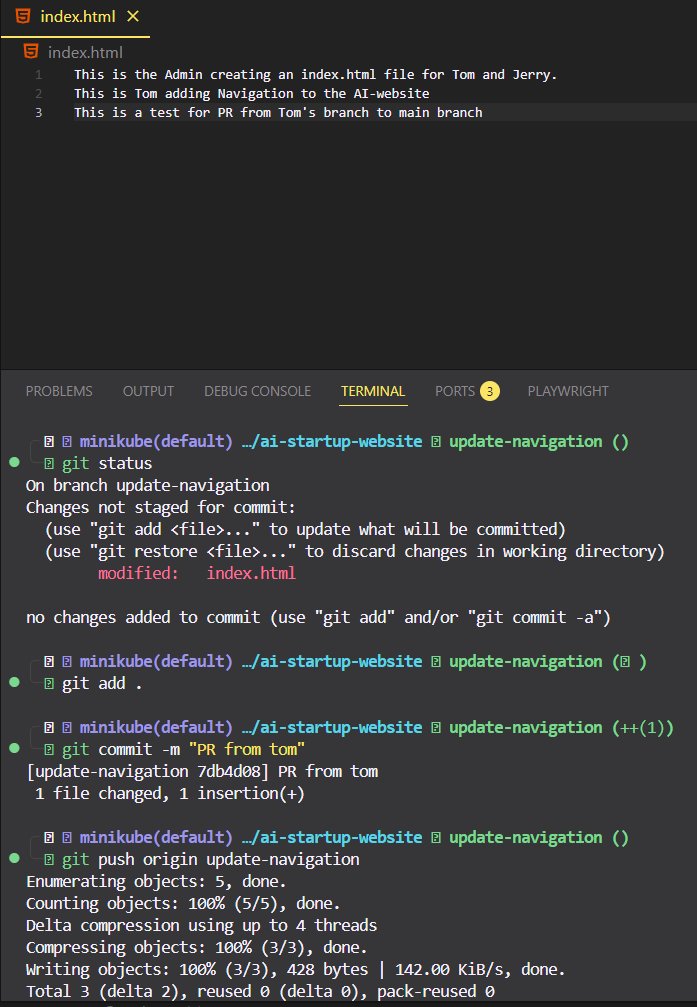 index.html
index.html
1 This is the Admin creating an index.html file for Tom and Jerry.
2 This is Tom adding Navigation to the AI-website
3 This is a test for PR from Tom's branch to main branch
PROBLEMS OUTPUT DEBUG CONSOLE TERMINAL PORTS 3 PLAYWRIGHT
minikube(default) …/ai-startup-website update-navigation ()
git status
On branch update-navigation
Changes not staged for commit:
(use "git add <file>..." to update what will be committed)
(use "git restore <file>..." to discard changes in working directory)
modified: index.html
no changes added to commit (use "git add" and/or "git commit -a")
minikube(default) …/ai-startup-website update-navigation ( )
git add .
minikube(default) …/ai-startup-website update-navigation (++(1))
git commit -m "PR from tom"
[update-navigation 7db4d08] PR from tom
1 file changed, 1 insertion(+)
minikube(default) …/ai-startup-website update-navigation ()
git push origin update-navigation
Enumerating objects: 5, done.
Counting objects: 100% (5/5), done.
Delta compression using up to 4 threads
Compressing objects: 100% (3/3), done.
Writing objects: 100% (3/3), 428 bytes | 142.00 KiB/s, done.
Total 3 (delta 2), reused 0 (delta 0), pack-reused 0